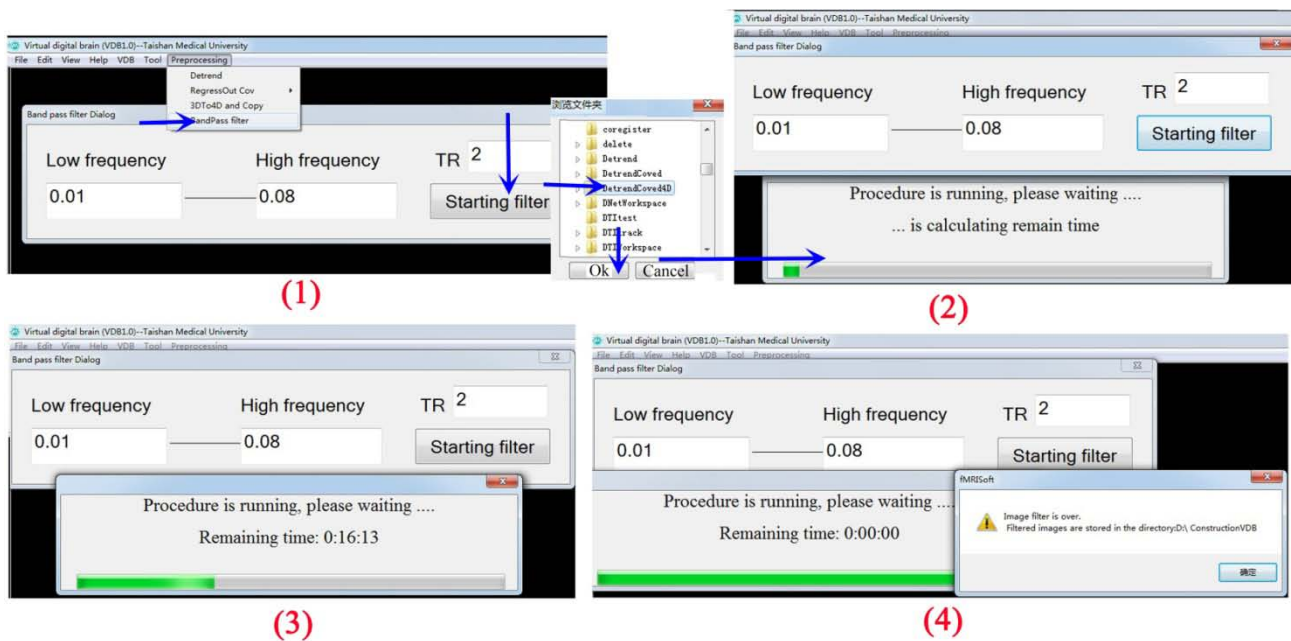 Virtual digital brain (VDB1.0)--Taishan Medical University
File Edit View Help VDB Tool Preprocessing
Detrend
RegressOut Cov
3DTo4D and Copy
BandPass filter
Band pass filter Dialog
Low frequency High frequency TR 2
0.01 0.08 Starting filter
浏览文件夹
coregister
delete
Detrend
DetrendCoved
DetrendCoved4D
DNetWorkspace
DTItest
DTITrack
DTIWorkspace
Ok Cancel
(1)
Virtual digital brain (VDB1.0)--Taishan Medical University
File Edit View Help VDB Tool Preprocessing
Band pass filter Dialog
Low frequency High frequency TR 2
0.01 0.08 Starting filter
Procedure is running, please waiting ....
... is calculating remain time
(2)
Virtual digital brain (VDB1.0)--Taishan Medical University
File Edit View Help VDB Tool Preprocessing
Band pass filter Dialog
Low frequency High frequency TR 2
0.01 0.08 Starting filter
Procedure is running, please waiting ....
Remaining time: 0:16:13
(3)
Virtual digital brain (VDB1.0)--Taishan Medical University
File Edit View Help VDB Tool Preprocessing
Band pass filter Dialog
Low frequency High frequency TR 2
0.01 0.08 Starting filter
Procedure is running, please waiting ....
Remaining time: 0:00:00
fMRISoft
Image filter is over.
Filtered images are stored in the directory:D:\ ConstructionVDB
确定
(4)